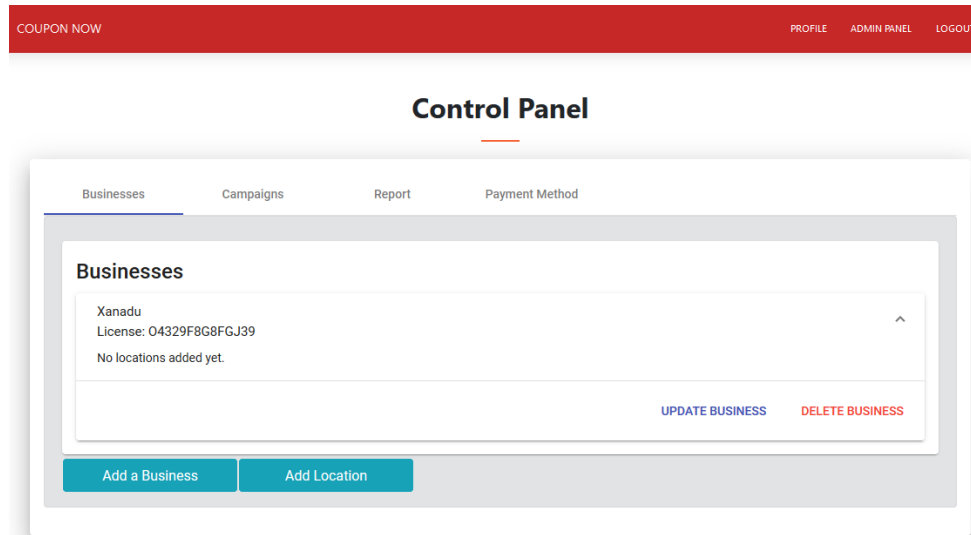 COUPON NOW PROFILE ADMIN PANEL LOGOUT
Control Panel
Businesses Campaigns Report Payment Method
Businesses
Xanadu
License: O4329F8G8FGJ39
No locations added yet.
UPDATE BUSINESS DELETE BUSINESS
Add a Business Add Location